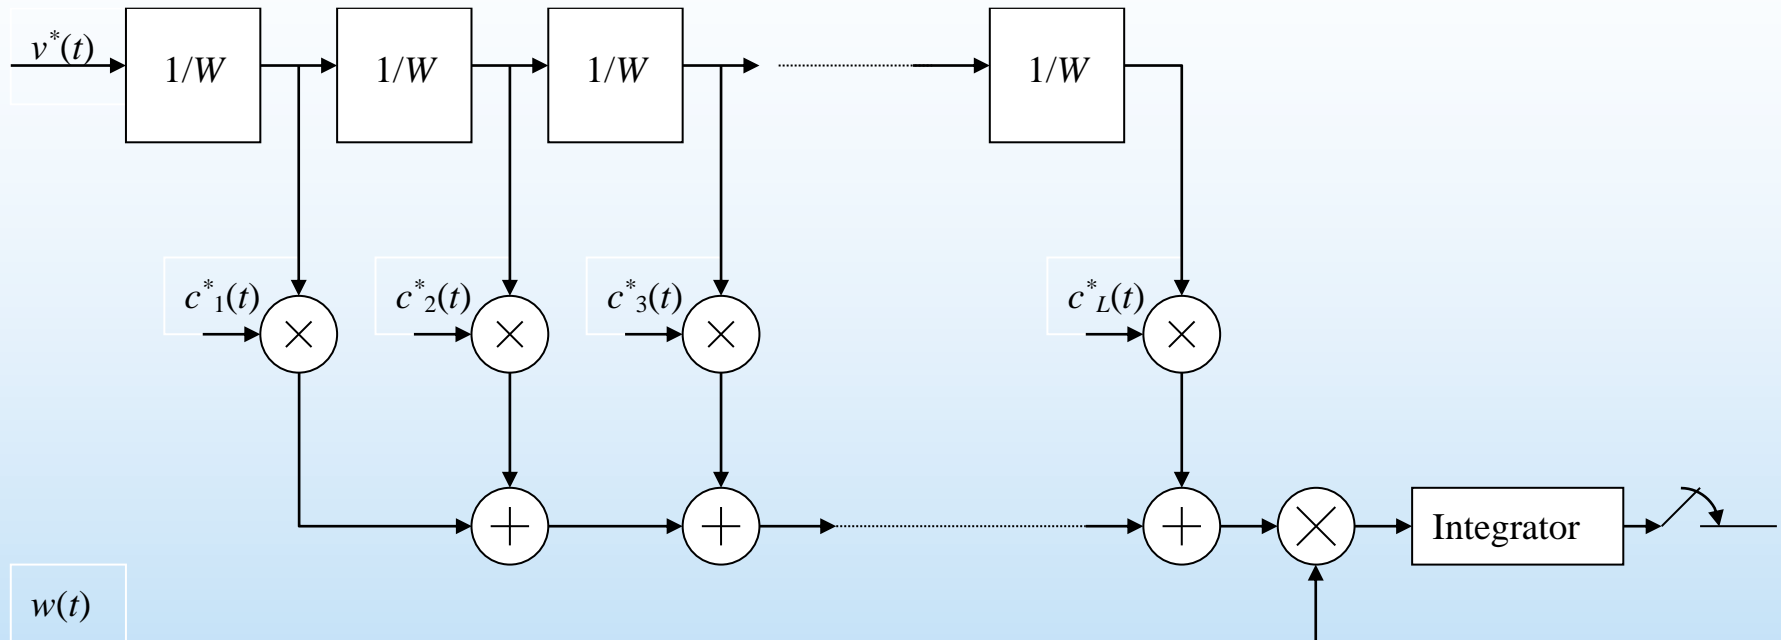 v*(t)
1/W
1/W
1/W
1/W
c*1(t)
c*2(t)
c*3(t)
c*L(t)
Integrator
w(t)